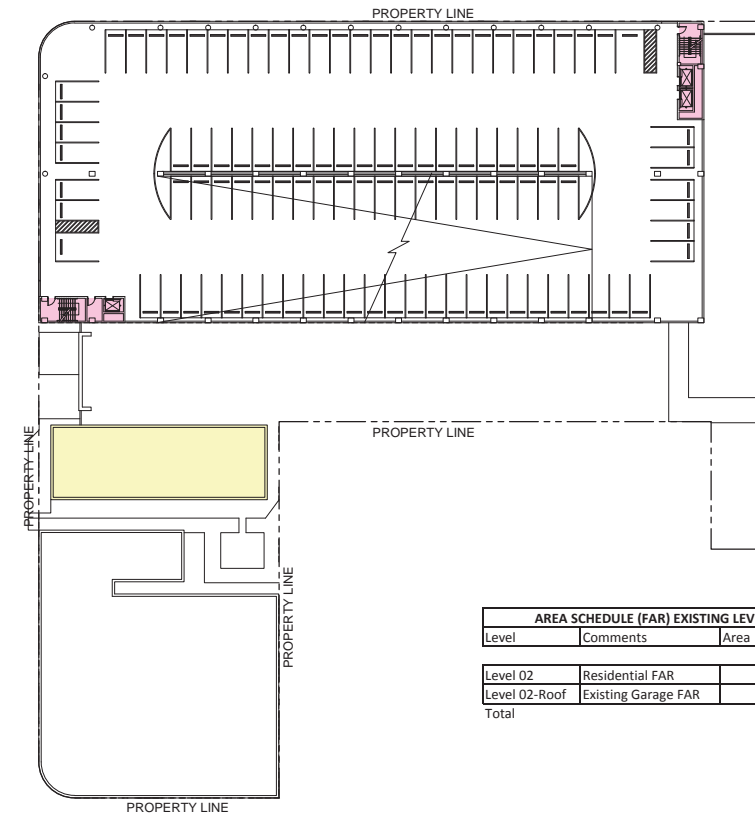 PROPERTY LINE
PROPERTY LINE
PROPERTY LINE
PROPERTY LINE
AREA SCHEDULE (FAR) EXISTING LEV
Level Comments Area
Level 02 Residential FAR
Level 02-Roof Existing Garage FAR
Total
PROPERTY LINE